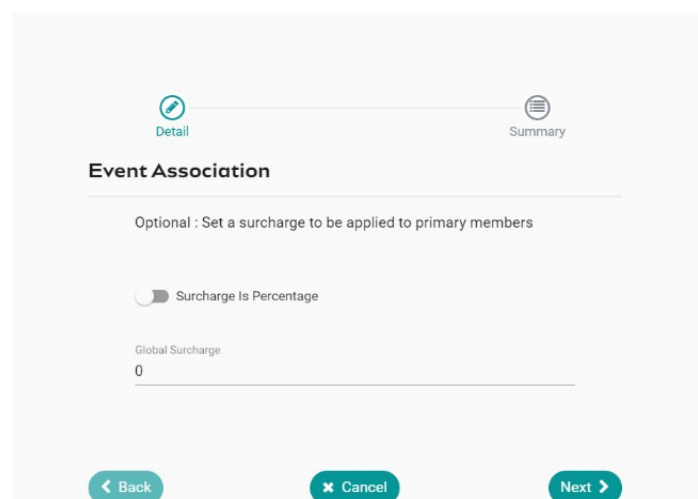 Detail
Summary
Event Association
Optional : Set a surcharge to be applied to primary members
Surcharge Is Percentage
Global Surcharge
0
Back
Cancel
Next